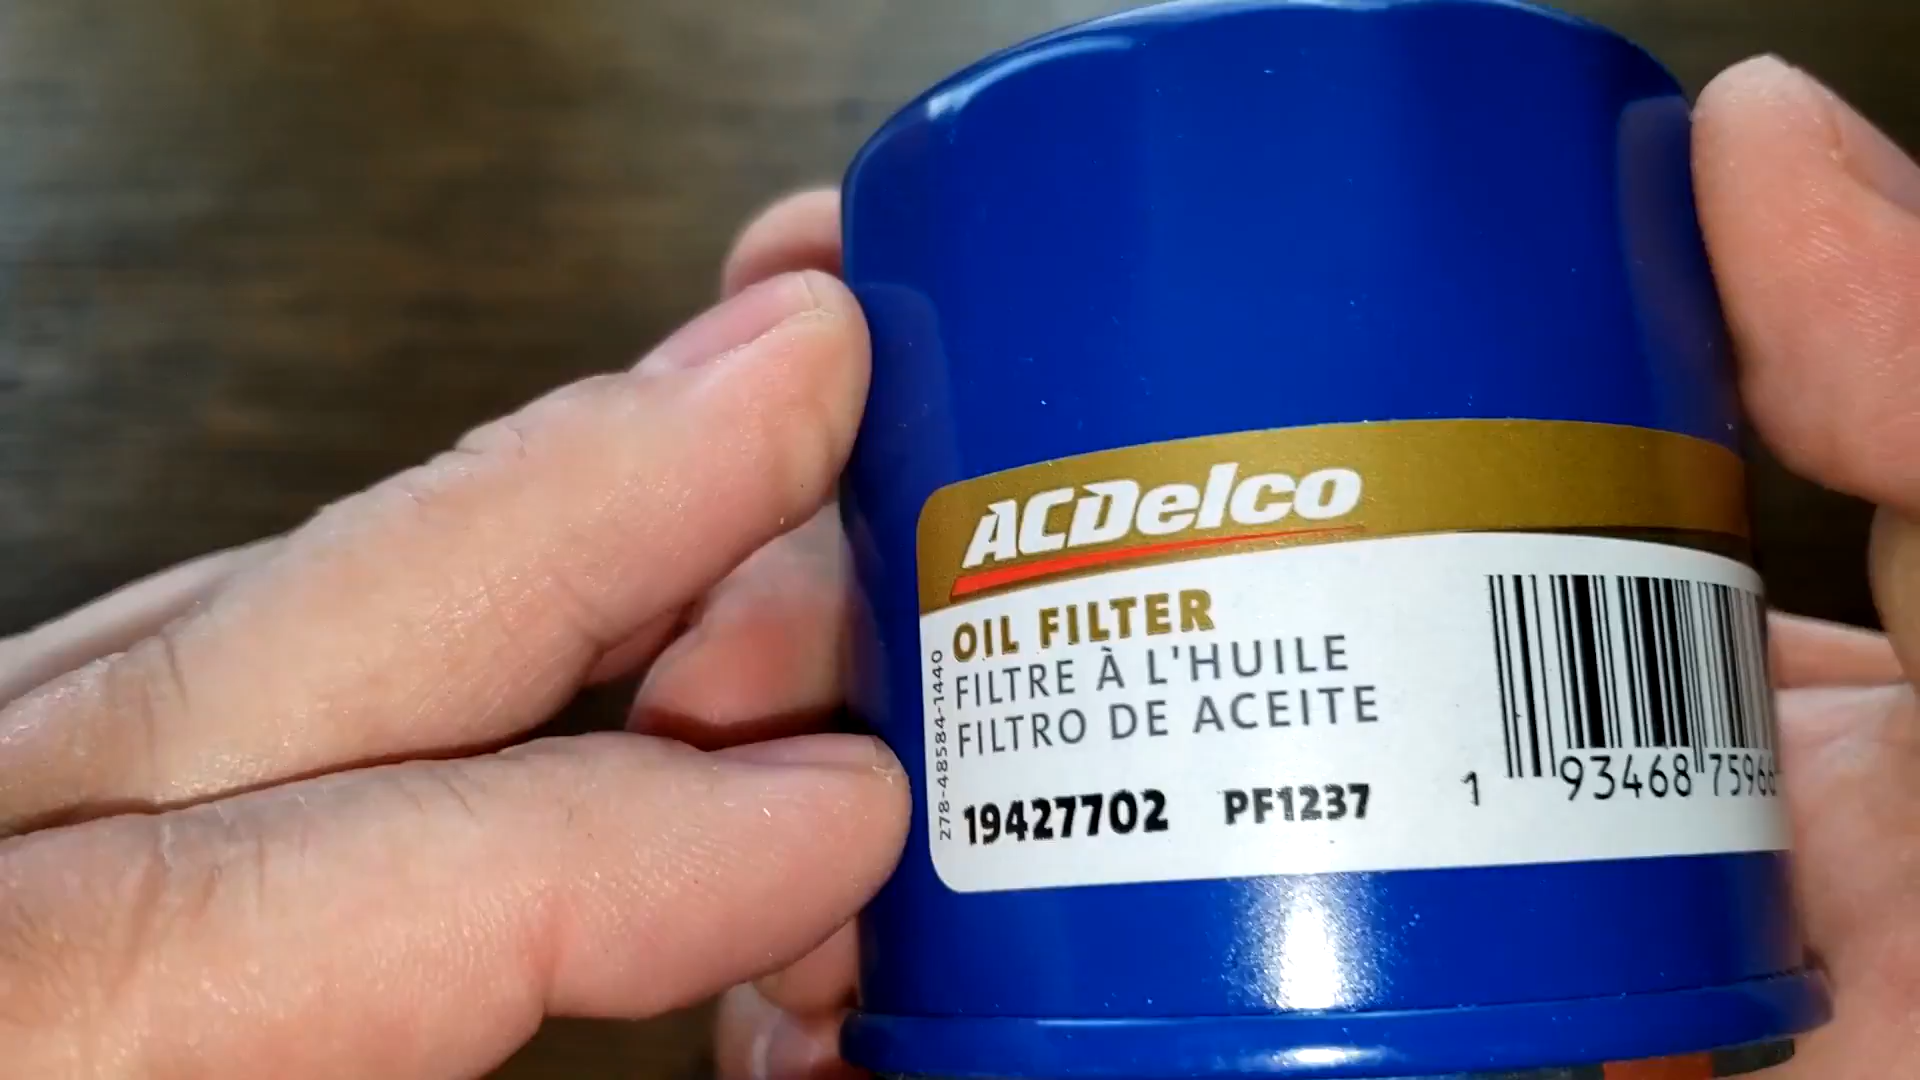 ACDelco
OIL FILTER
FILTRE À L'HUILE
FILTRO DE ACEITE
19427702 PF1237
278-48584-1440
1 93468 7596